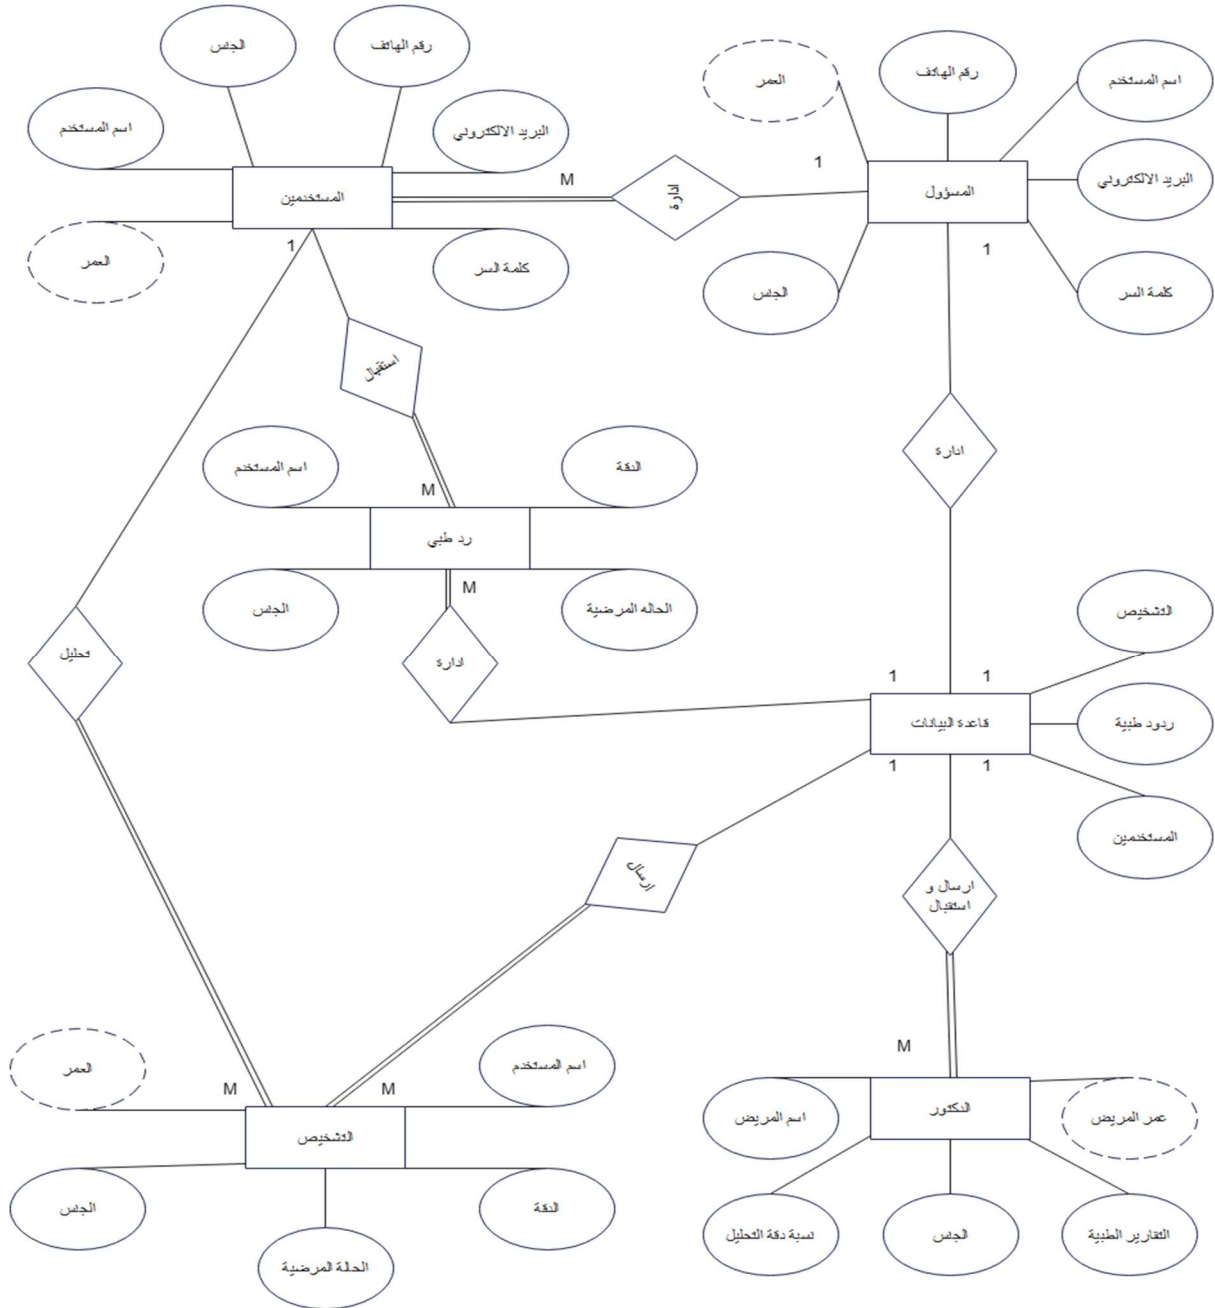 الجنس
رقم الهاتف
اسم المستخدم
البريد الالكتروني
المستخدمين
العمر
كلمة السر
M
1
ادارة
1
العمر
رقم الهاتف
اسم المستخدم
المسؤول
البريد الالكتروني
الجنس
كلمة السر
1
استقبال
M
اسم المستخدم
الدقة
رد طبي
الجنس
الحاله المرضية
M
ادارة
تحليل
ادارة
1
1
التشخيص
قاعدة البيانات
ردود طبية
1
1
المستخدمين
ارسال
ارسال و
استقبال
M
M
M
العمر
اسم المستخدم
التشخيص
الجنس
الدقة
الحالة المرضية
اسم المريض
الدكتور
عمر المريض
نسبة دقة التحليل
الجنس
التقارير الطبية